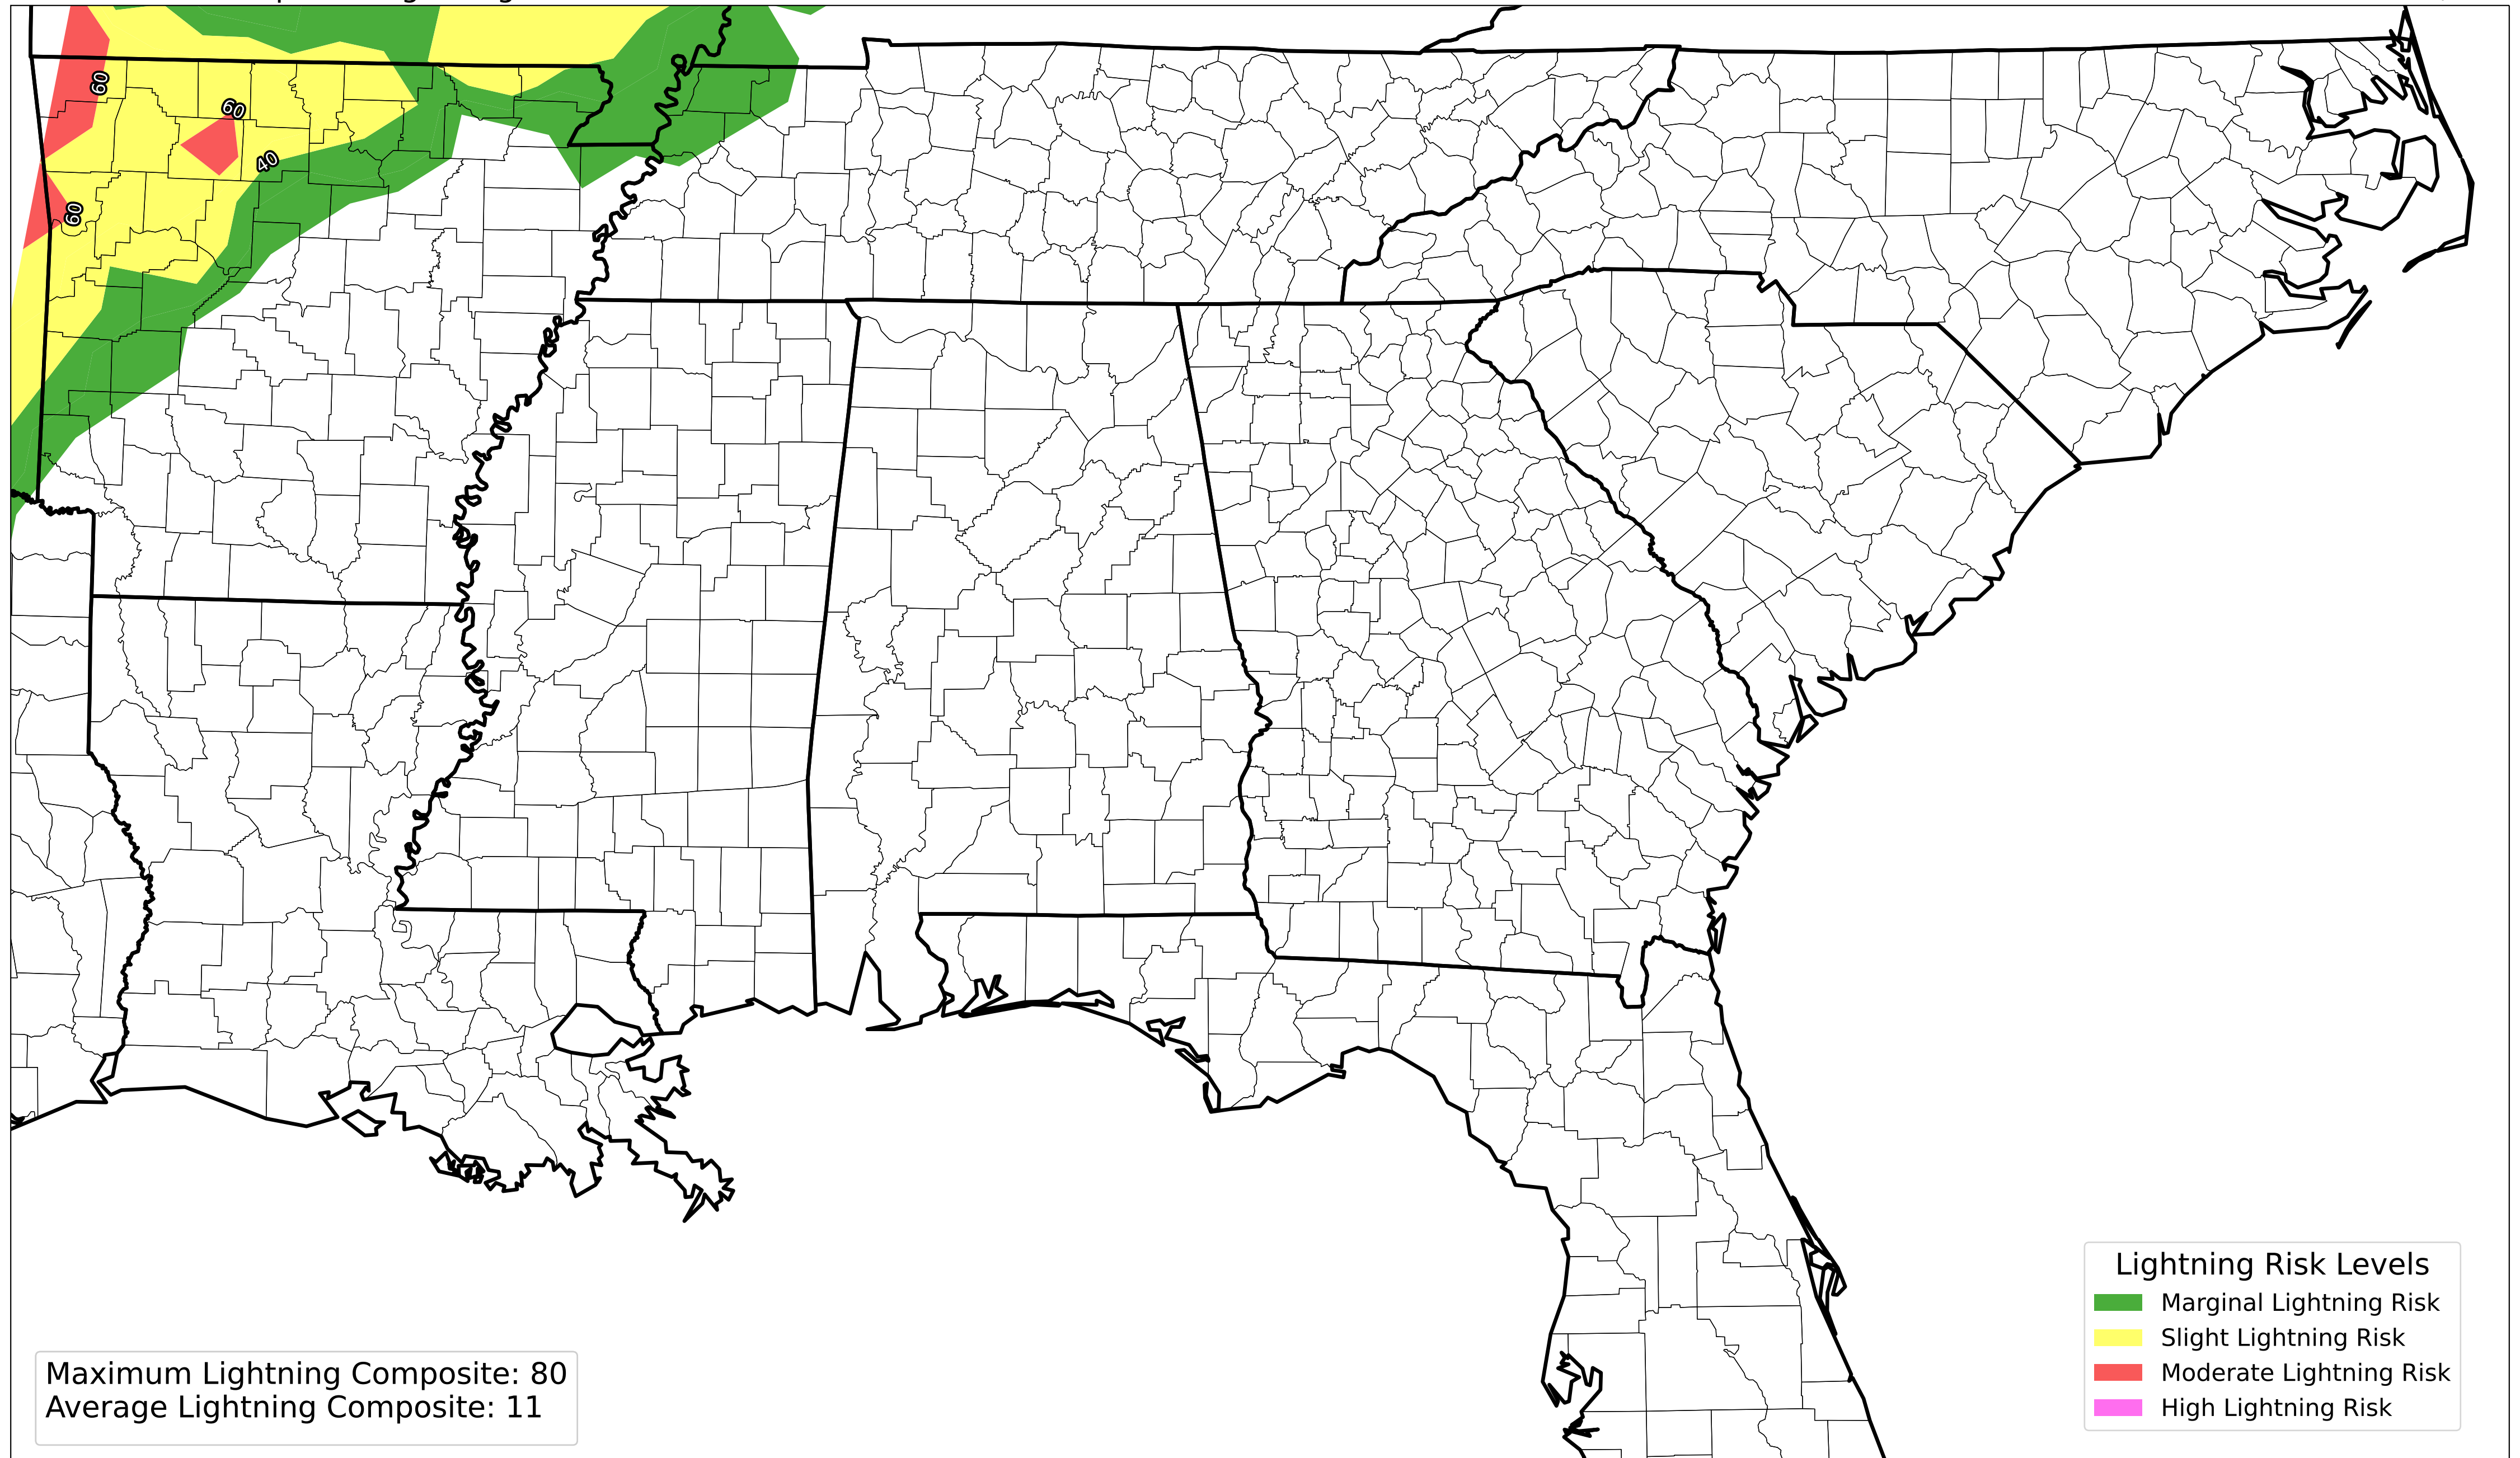 60
60
40
60
Lightning Risk Levels
Marginal Lightning Risk
Slight Lightning Risk
Moderate Lightning Risk
High Lightning Risk
Maximum Lightning Composite: 80
Average Lightning Composite: 11